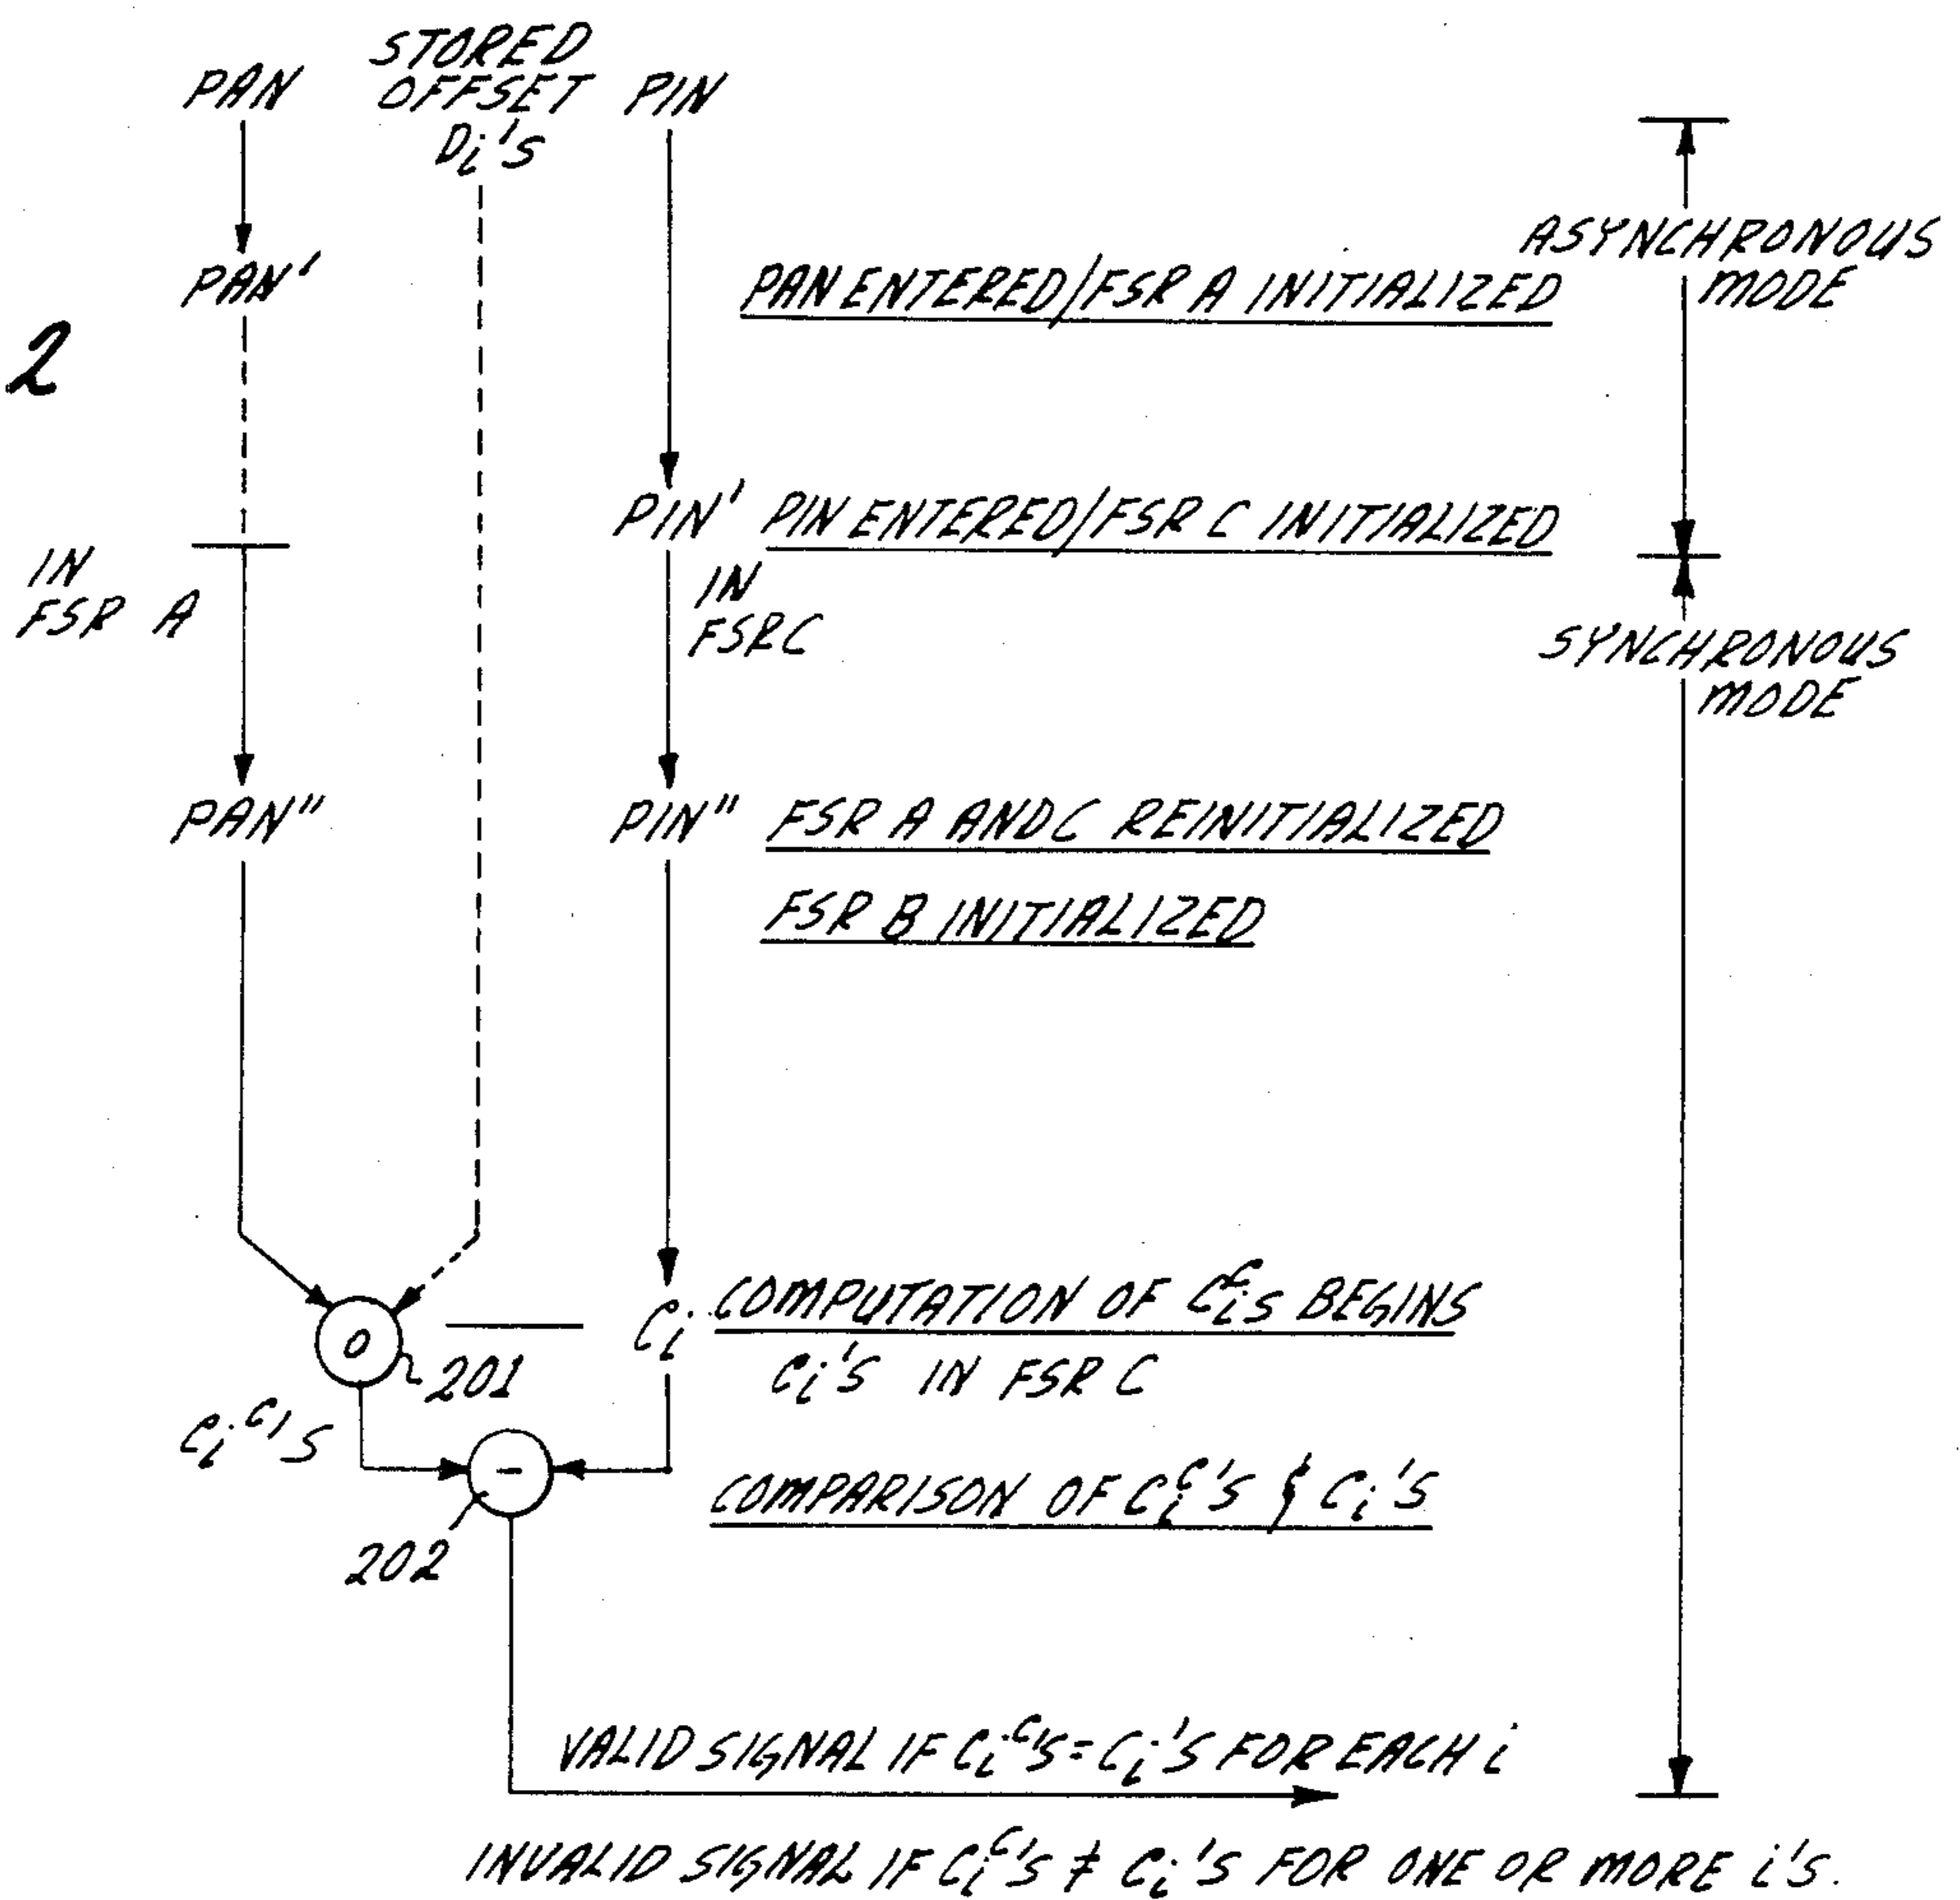 PAN
STORED
OFFSET
Di'S
PIN
PAN'
PAN ENTERED/FSR A INITIALIZED
ASYNCHRONOUS
MODE
2
PIN' PIN ENTERED/FSR C INITIALIZED
IN
FSR A
IN
FSRC
SYNCHRONOUS
MODE
PAN"
PIN" FSR A AND C REINITIALIZED
FSR B INITIALIZED
Ci COMPUTATION OF Ci^C'S BEGINS
O
201
Ci'S IN FSR C
Ci^C'S
-
COMPARISON OF Ci^C'S & Ci'S
202
VALID SIGNAL IF Ci^C'S = Ci'S FOR EACH i
INVALID SIGNAL IF Ci^C'S ≠ Ci'S FOR ONE OR MORE i'S.